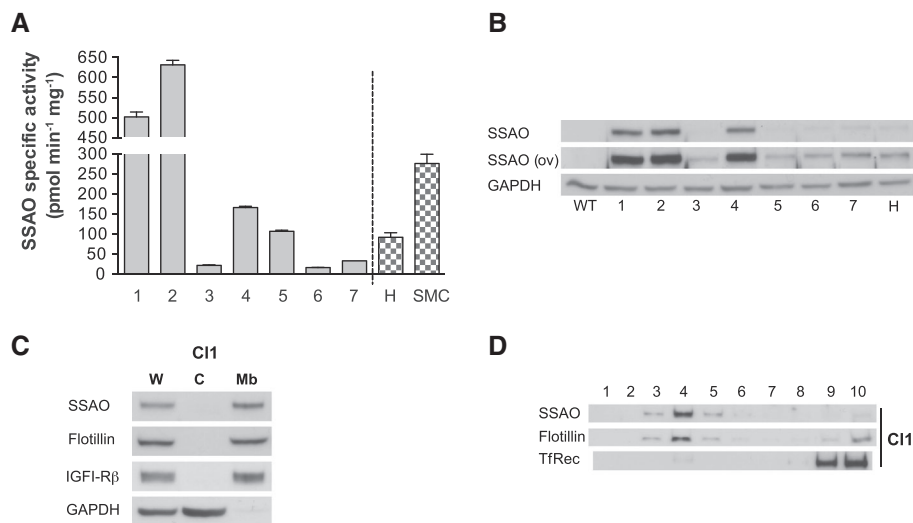 A
SSAO specific activity
(pmol min⁻¹ mg⁻¹)
650
600
550
500
450
300
250
200
150
100
50
0
1 2 3 4 5 6 7 H SMC
B
SSAO
SSAO (ov)
GAPDH
WT 1 2 3 4 5 6 7 H
C
Cl1
W C Mb
SSAO
Flotillin
IGFI-Rβ
GAPDH
D
1 2 3 4 5 6 7 8 9 10
SSAO
Flotillin
TfRec
Cl1